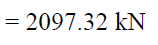 = 2097.32 kN